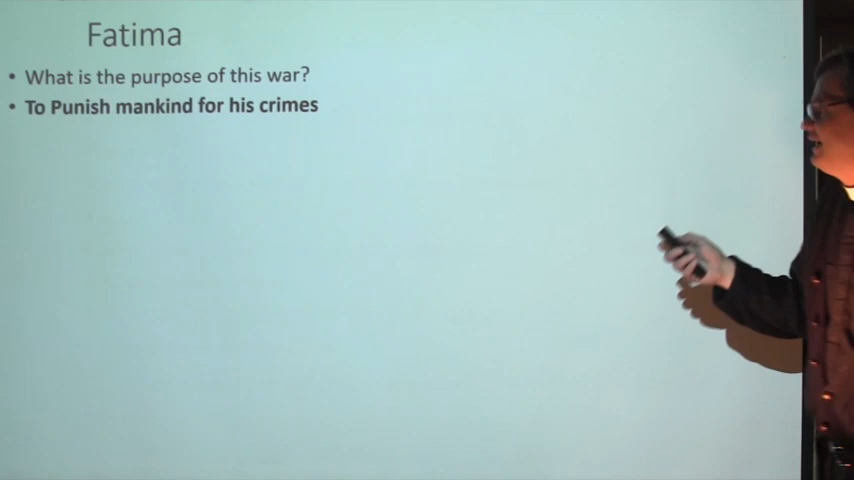 Fatima
• What is the purpose of this war?
• To Punish mankind for his crimes